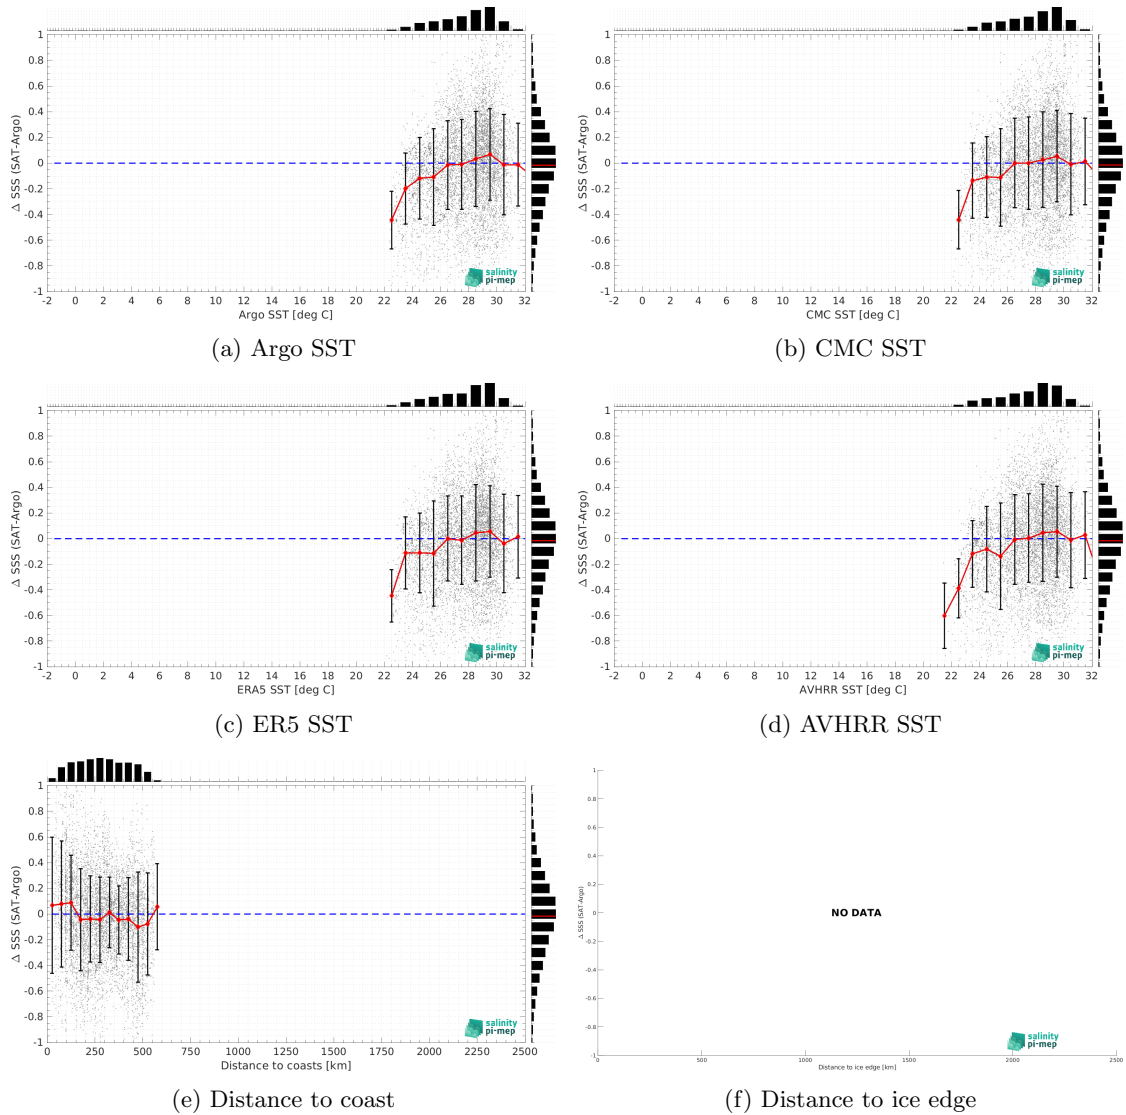 1
0.8
0.6
0.4
0.2
0
-0.2
-0.4
-0.6
-0.8
-1
Δ SSS (SAT-Argo)
salinity
pi-mep
-2 0 2 4 6 8 10 12 14 16 18 20 22 24 26 28 30 32
Argo SST [deg C]
(a) Argo SST
1
0.8
0.6
0.4
0.2
0
-0.2
-0.4
-0.6
-0.8
-1
Δ SSS (SAT-Argo)
salinity
pi-mep
-2 0 2 4 6 8 10 12 14 16 18 20 22 24 26 28 30 32
CMC SST [deg C]
(b) CMC SST
1
0.8
0.6
0.4
0.2
0
-0.2
-0.4
-0.6
-0.8
-1
Δ SSS (SAT-Argo)
salinity
pi-mep
-2 0 2 4 6 8 10 12 14 16 18 20 22 24 26 28 30 32
ERA5 SST [deg C]
(c) ER5 SST
1
0.8
0.6
0.4
0.2
0
-0.2
-0.4
-0.6
-0.8
-1
Δ SSS (SAT-Argo)
salinity
pi-mep
-2 0 2 4 6 8 10 12 14 16 18 20 22 24 26 28 30 32
AVHRR SST [deg C]
(d) AVHRR SST
1
0.8
0.6
0.4
0.2
0
-0.2
-0.4
-0.6
-0.8
-1
Δ SSS (SAT-Argo)
salinity
pi-mep
0 250 500 750 1000 1250 1500 1750 2000 2250 2500
Distance to coasts [km]
(e) Distance to coast
1
0.8
0.6
0.4
0.2
0
-0.2
-0.4
-0.6
-0.8
-1
Δ SSS (SAT-Argo)
NO DATA
salinity
pi-mep
0 500 1000 1500 2000 2500
Distance to ice edge [km]
(f) Distance to ice edge